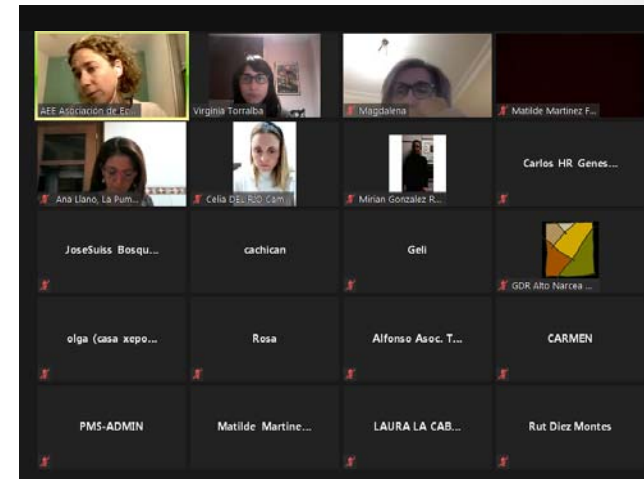 AEE Asociación de Ec...
Virginia Torralba
Magdalena
Matilde Martinez F...
Ana Llano, La Pum...
Celia DEL RIO Cam...
Mirian Gonzalez R...
Carlos HR Genes...
JoseSuiss Bosqu...
cachican
Geli
GDR Alto Narcea ...
olga (casa xepo...
Rosa
Alfonso Asoc. T...
CARMEN
PMS-ADMIN
Matilde Martine...
LAURA LA CAB...
Rut Diez Montes